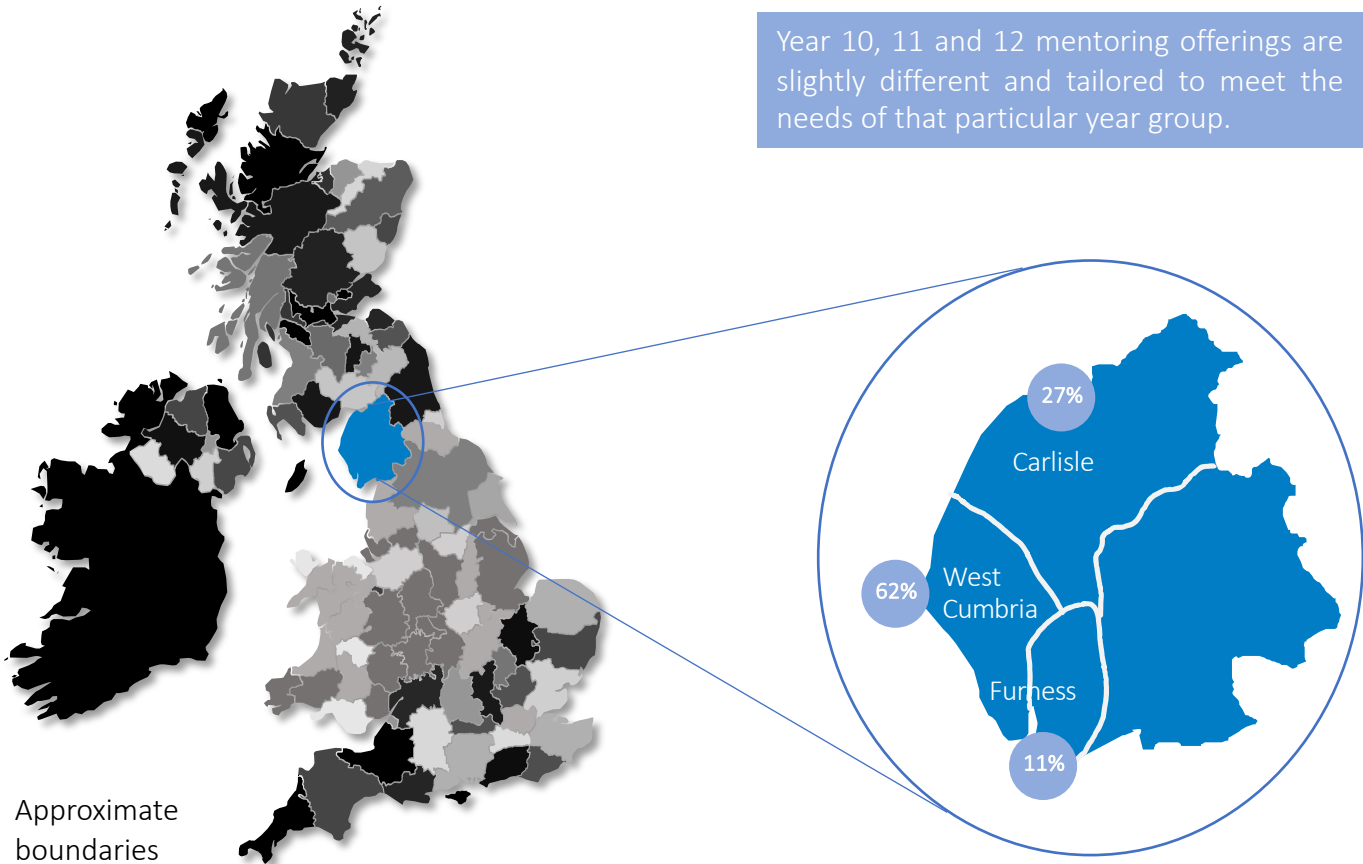 Year 10, 11 and 12 mentoring offerings are
slightly different and tailored to meet the
needs of that particular year group.
27%
Carlisle
62%
West
Cumbria
Furness
11%
Approximate
boundaries